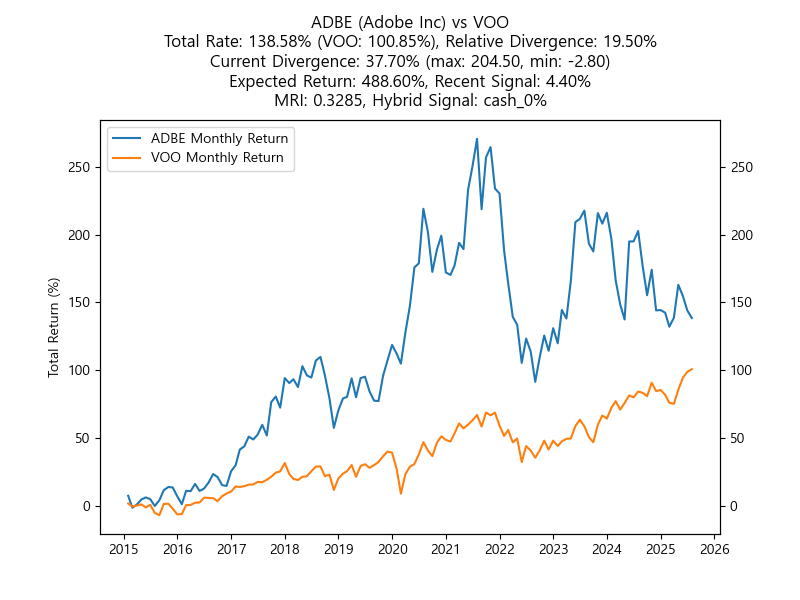 ADBE (Adobe Inc) vs VOO
Total Rate: 138.58% (VOO: 100.85%), Relative Divergence: 19.50%
Current Divergence: 37.70% (max: 204.50, min: -2.80)
Expected Return: 488.60%, Recent Signal: 4.40%
MRI: 0.3285, Hybrid Signal: cash_0%
ADBE Monthly Return
VOO Monthly Return
Total Return (%)
250
200
150
100
50
0
250
200
150
100
50
0
2015 2016 2017 2018 2019 2020 2021 2022 2023 2024 2025 2026